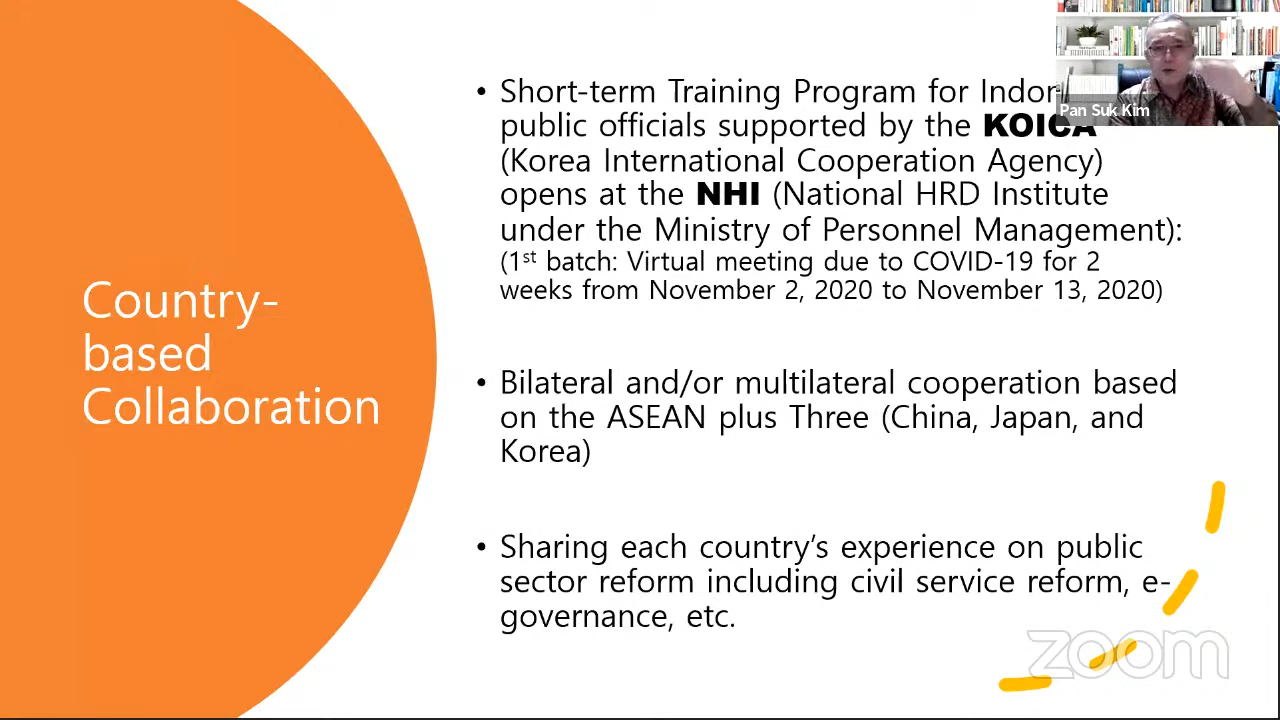 Country-
based
Collaboration
• Short-term Training Program for Indo
public officials supported by the KOICA
(Korea International Cooperation Agency)
opens at the NHI (National HRD Institute
under the Ministry of Personnel Management):
(1st batch: Virtual meeting due to COVID-19 for 2
weeks from November 2, 2020 to November 13, 2020)
• Bilateral and/or multilateral cooperation based
on the ASEAN plus Three (China, Japan, and
Korea)
• Sharing each country's experience on public
sector reform including civil service reform, e-
governance, etc.
Pan Suk Kim
zoom